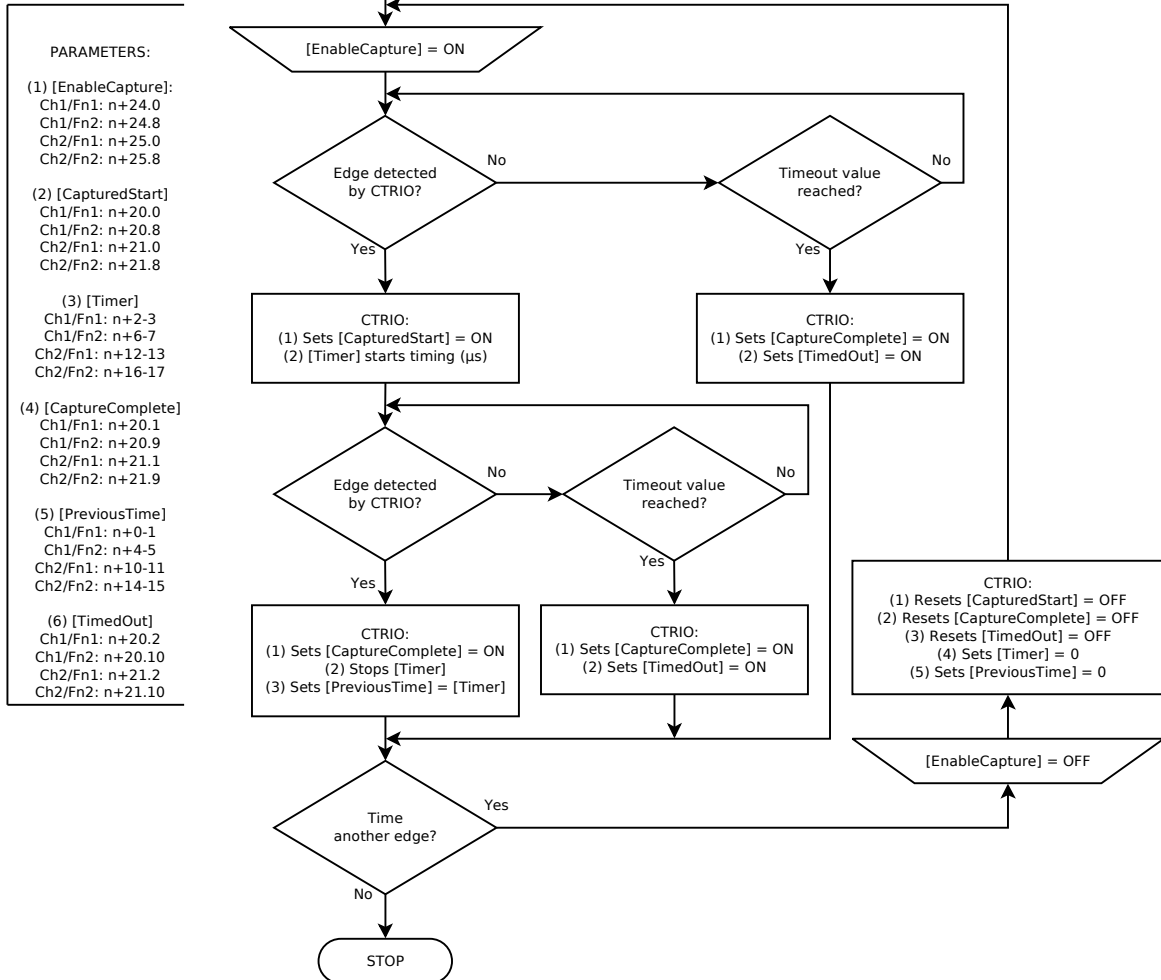 PARAMETERS:
(1) [EnableCapture]:
Ch1/Fn1: n+24.0
Ch1/Fn2: n+24.8
Ch2/Fn1: n+25.0
Ch2/Fn2: n+25.8
(2) [CapturedStart]
Ch1/Fn1: n+20.0
Ch1/Fn2: n+20.8
Ch2/Fn1: n+21.0
Ch2/Fn2: n+21.8
(3) [Timer]
Ch1/Fn1: n+2-3
Ch1/Fn2: n+6-7
Ch2/Fn1: n+12-13
Ch2/Fn2: n+16-17
(4) [CaptureComplete]
Ch1/Fn1: n+20.1
Ch1/Fn2: n+20.9
Ch2/Fn1: n+21.1
Ch2/Fn2: n+21.9
(5) [PreviousTime]
Ch1/Fn1: n+0-1
Ch1/Fn2: n+4-5
Ch2/Fn1: n+10-11
Ch2/Fn2: n+14-15
(6) [TimedOut]
Ch1/Fn1: n+20.2
Ch1/Fn2: n+20.10
Ch2/Fn1: n+21.2
Ch2/Fn2: n+21.10
[EnableCapture] = ON
Edge detected
by CTRIO?
No
Yes
Timeout value
reached?
No
Yes
CTRIO:
(1) Sets [CapturedStart] = ON
(2) [Timer] starts timing (µs)
CTRIO:
(1) Sets [CaptureComplete] = ON
(2) Sets [TimedOut] = ON
Edge detected
by CTRIO?
No
Yes
Timeout value
reached?
No
Yes
CTRIO:
(1) Sets [CaptureComplete] = ON
(2) Stops [Timer]
(3) Sets [PreviousTime] = [Timer]
CTRIO:
(1) Sets [CaptureComplete] = ON
(2) Sets [TimedOut] = ON
CTRIO:
(1) Resets [CapturedStart] = OFF
(2) Resets [CaptureComplete] = OFF
(3) Resets [TimedOut] = OFF
(4) Sets [Timer] = 0
(5) Sets [PreviousTime] = 0
[EnableCapture] = OFF
Time
another edge?
Yes
No
STOP